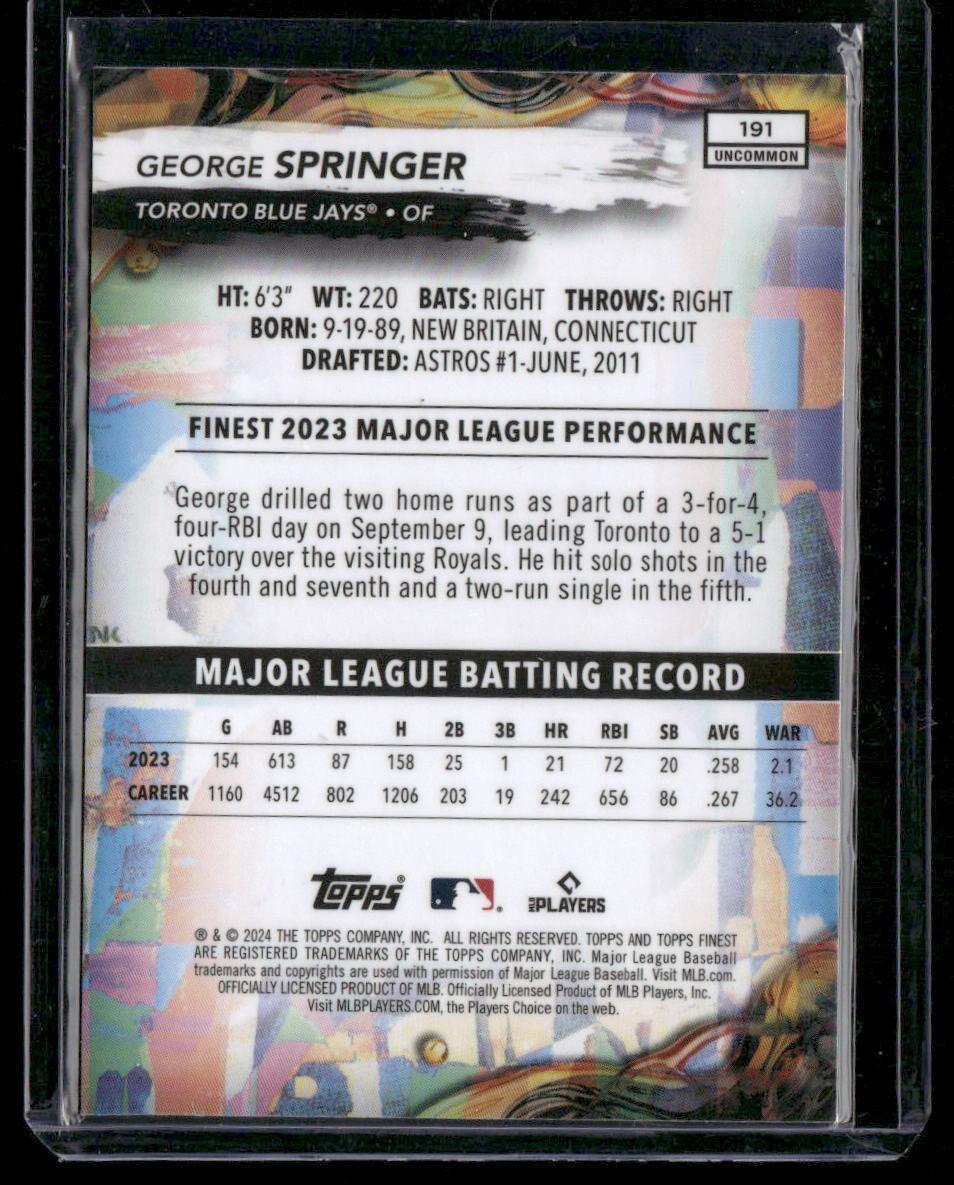 191
UNCOMMON
GEORGE SPRINGER
TORONTO BLUE JAYS® • OF
HT: 6'3" WT: 220 BATS: RIGHT THROWS: RIGHT
BORN: 9-19-89, NEW BRITAIN, CONNECTICUT
DRAFTED: ASTROS #1-JUNE, 2011
FINEST 2023 MAJOR LEAGUE PERFORMANCE
George drilled two home runs as part of a 3-for-4,
four-RBI day on September 9, leading Toronto to a 5-1
victory over the visiting Royals. He hit solo shots in the
fourth and seventh and a two-run single in the fifth.
NK
MAJOR LEAGUE BATTING RECORD
G AB R H 2B 3B HR RBI SB AVG WAR
2023 154 613 87 158 25 1 21 72 20 .258 2.1
CAREER 1160 4512 802 1206 203 19 242 656 86 .267 36.2
Topps® ® MLB PLAYERS
® & © 2024 THE TOPPS COMPANY, INC. ALL RIGHTS RESERVED. TOPPS AND TOPPS FINEST
ARE REGISTERED TRADEMARKS OF THE TOPPS COMPANY, INC. Major League Baseball
trademarks and copyrights are used with permission of Major League Baseball. Visit MLB.com.
OFFICIALLY LICENSED PRODUCT OF MLB. Officially Licensed Product of MLB Players, Inc.
Visit MLBPLAYERS.COM, the Players Choice on the web.